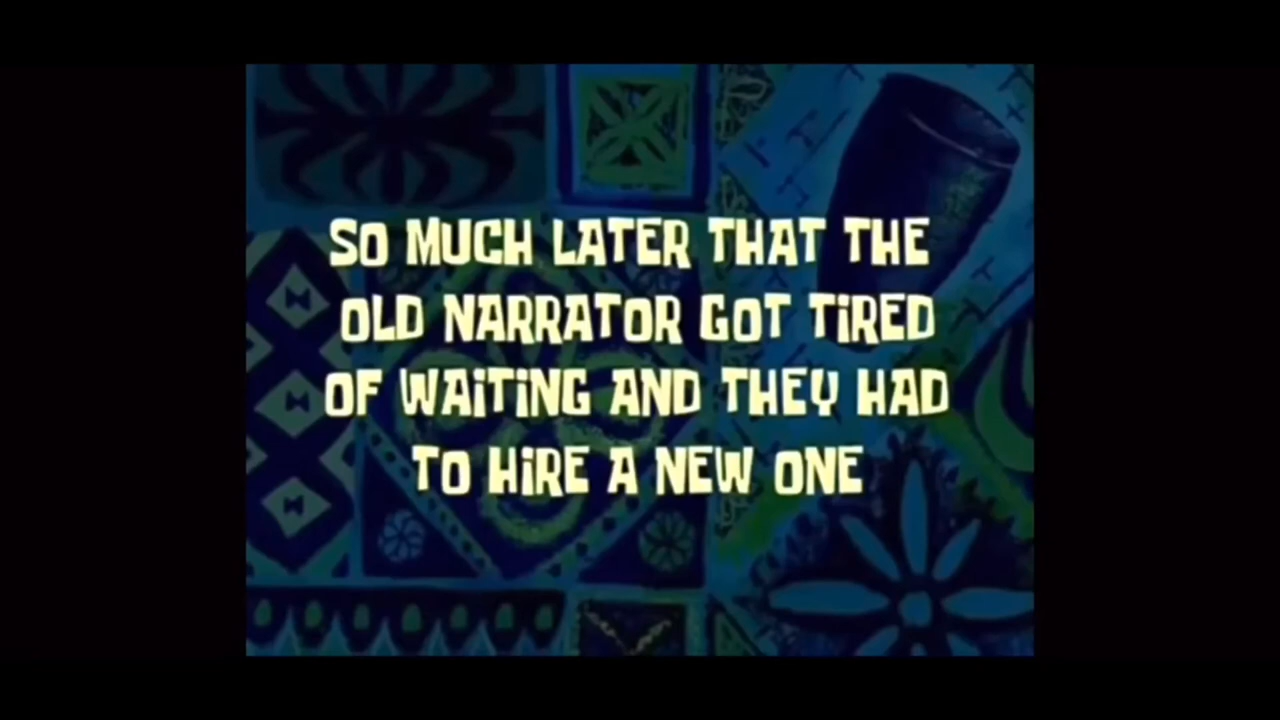 SO MUCH LATER THAT THE
OLD NARRATOR GOT TiRED
OF WAiTiNG AND THEY HAD
TO HiRE A NEW ONE